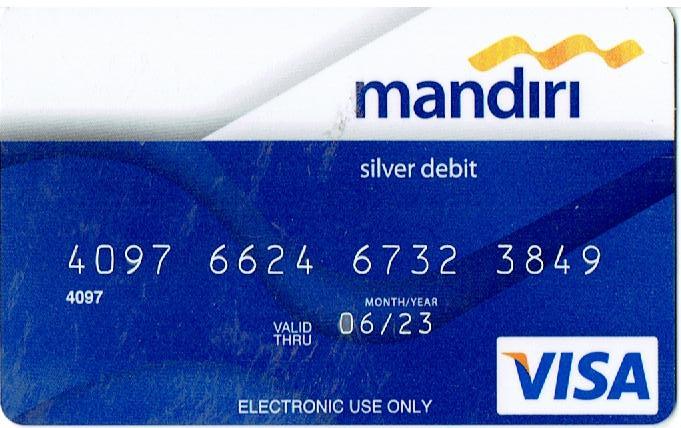 mandiri
silver debit
4097 6624 6732 3849
4097
MONTH/YEAR
VALID THRU 06/23
VISA
ELECTRONIC USE ONLY